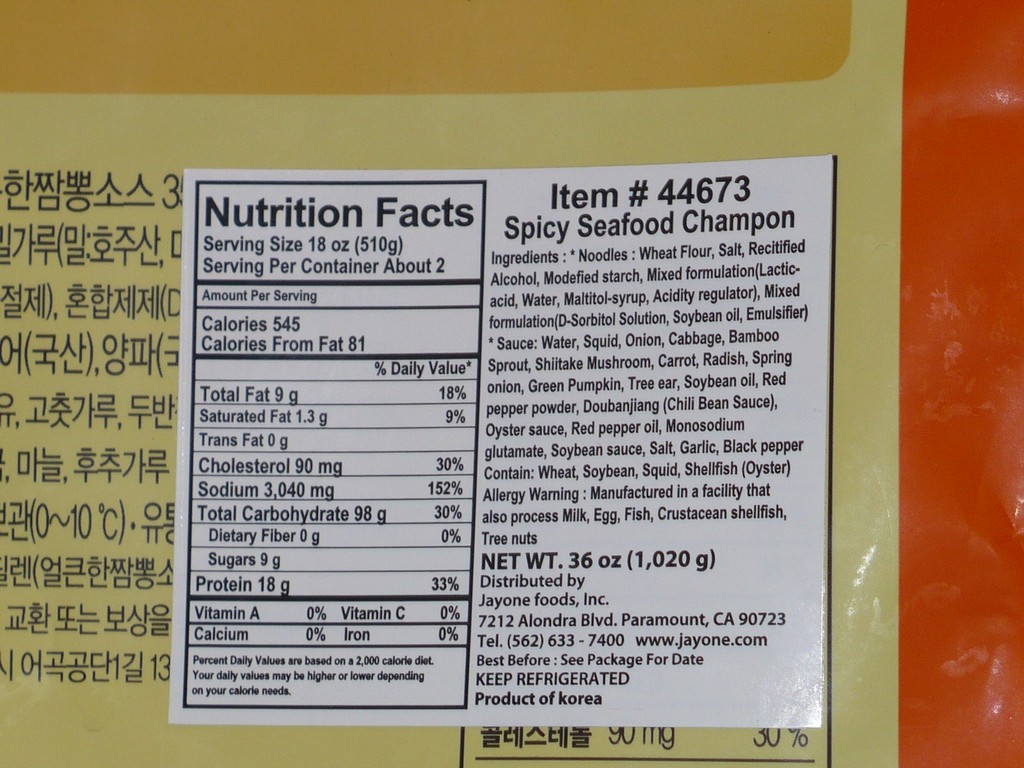 한짬뽕소스
밀가루(밀:호주산,
절제), 혼합제제(D
어(국산),양파(
유, 고춧가루, 두반
마늘, 후추가루
보관(0~10℃)·유통
필렌(얼큰한짬뽕소
교환 또는 보상을
시 어곡공단1길 13
Nutrition Facts
Serving Size 18 oz (510g)
Serving Per Container About 2
Amount Per Serving
Calories 545
Calories From Fat 81
% Daily Value*
Total Fat 9 g 18%
Saturated Fat 1.3 g 9%
Trans Fat 0 g
Cholesterol 90 mg 30%
Sodium 3,040 mg 152%
Total Carbohydrate 98 g 30%
Dietary Fiber 0 g 0%
Sugars 9 g
Protein 18 g 33%
Vitamin A 0% Vitamin C 0%
Calcium 0% Iron 0%
Percent Daily Values are based on a 2,000 calorie diet.
Your daily values may be higher or lower depending
on your calorie needs.
Item # 44673
Spicy Seafood Champon
Ingredients : * Noodles : Wheat Flour, Salt, Recitified
Alcohol, Modefied starch, Mixed formulation(Lactic-
acid, Water, Maltitol-syrup, Acidity regulator), Mixed
formulation(D-Sorbitol Solution, Soybean oil, Emulsifier)
* Sauce: Water, Squid, Onion, Cabbage, Bamboo
Sprout, Shiitake Mushroom, Carrot, Radish, Spring
onion, Green Pumpkin, Tree ear, Soybean oil, Red
pepper powder, Doubanjiang (Chili Bean Sauce),
Oyster sauce, Red pepper oil, Monosodium
glutamate, Soybean sauce, Salt, Garlic, Black pepper
Contain: Wheat, Soybean, Squid, Shellfish (Oyster)
Allergy Warning : Manufactured in a facility that
also process Milk, Egg, Fish, Crustacean shellfish,
Tree nuts
NET WT. 36 oz (1,020 g)
Distributed by
Jayone foods, Inc.
7212 Alondra Blvd. Paramount, CA 90723
Tel. (562) 633 - 7400 www.jayone.com
Best Before : See Package For Date
KEEP REFRIGERATED
Product of korea
콜레스테롤 90 mg 30 %